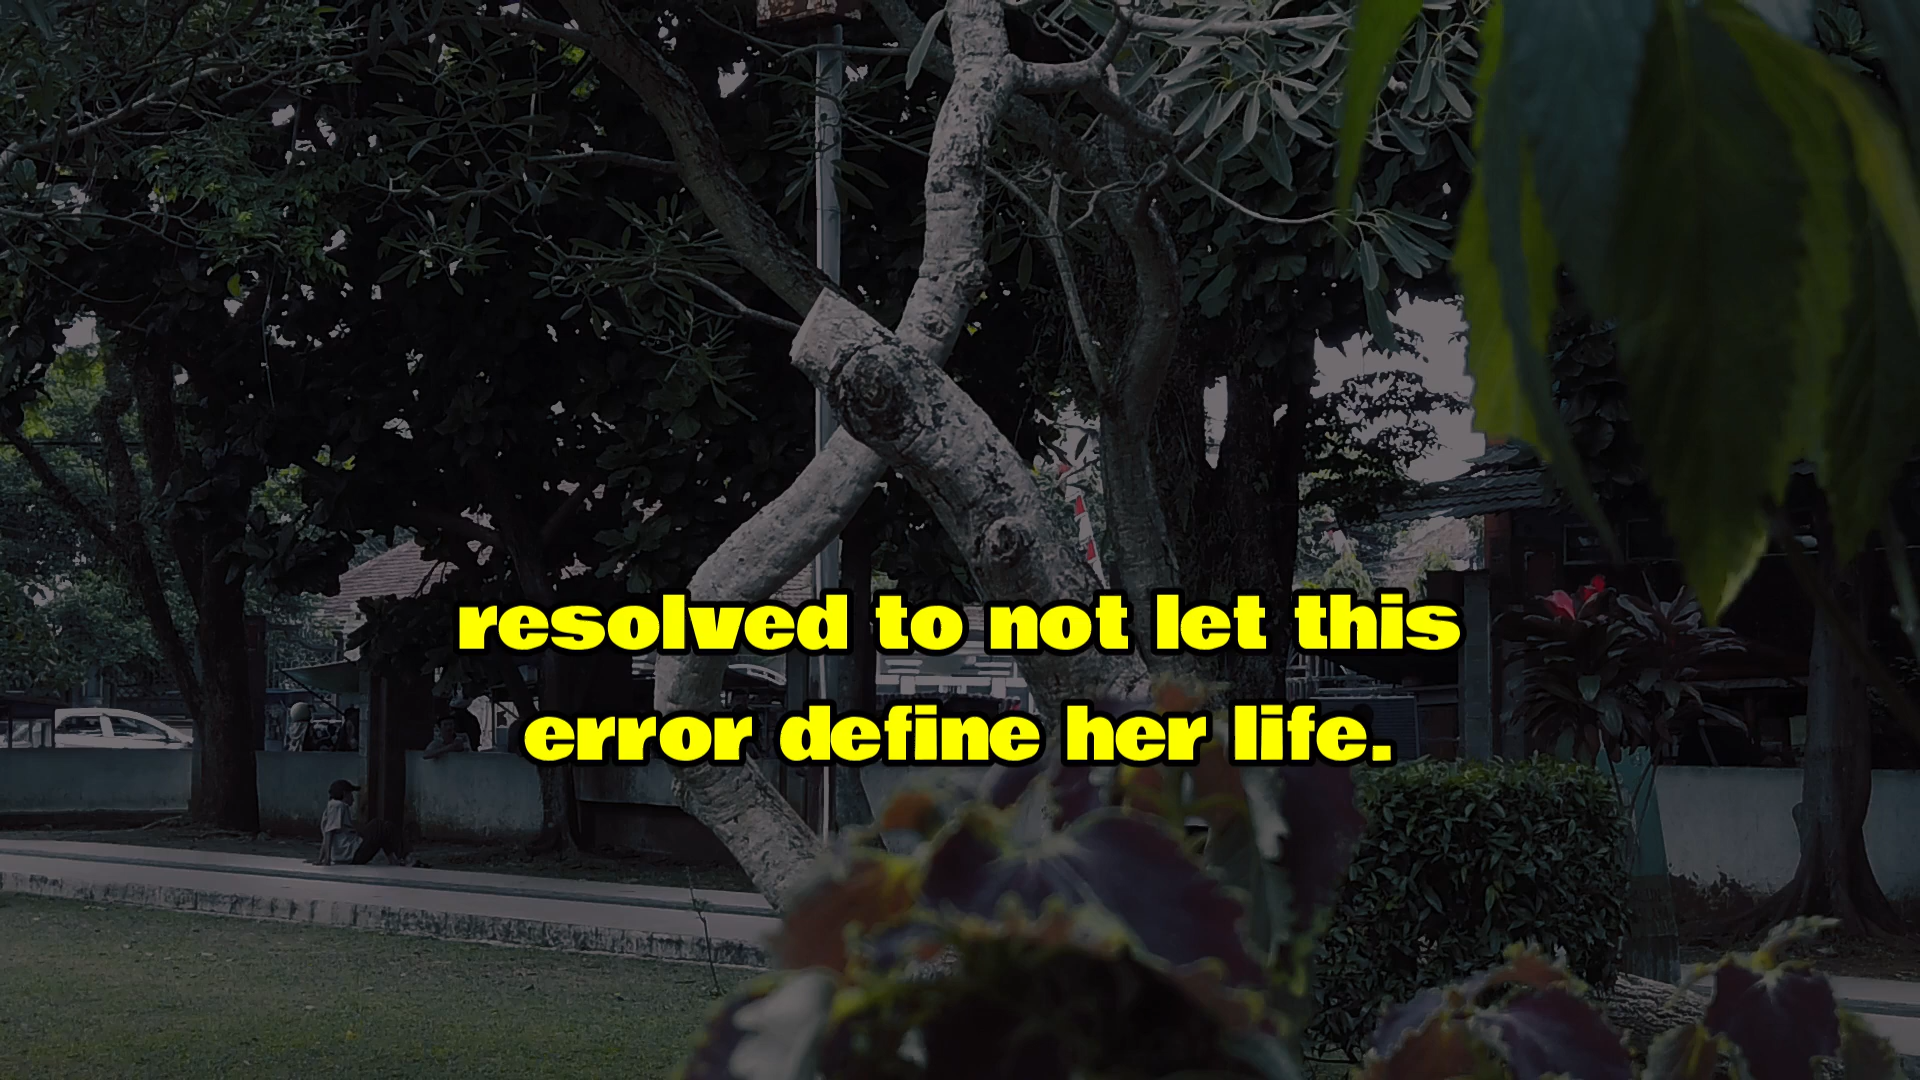 resolved to not let this
error define her life.